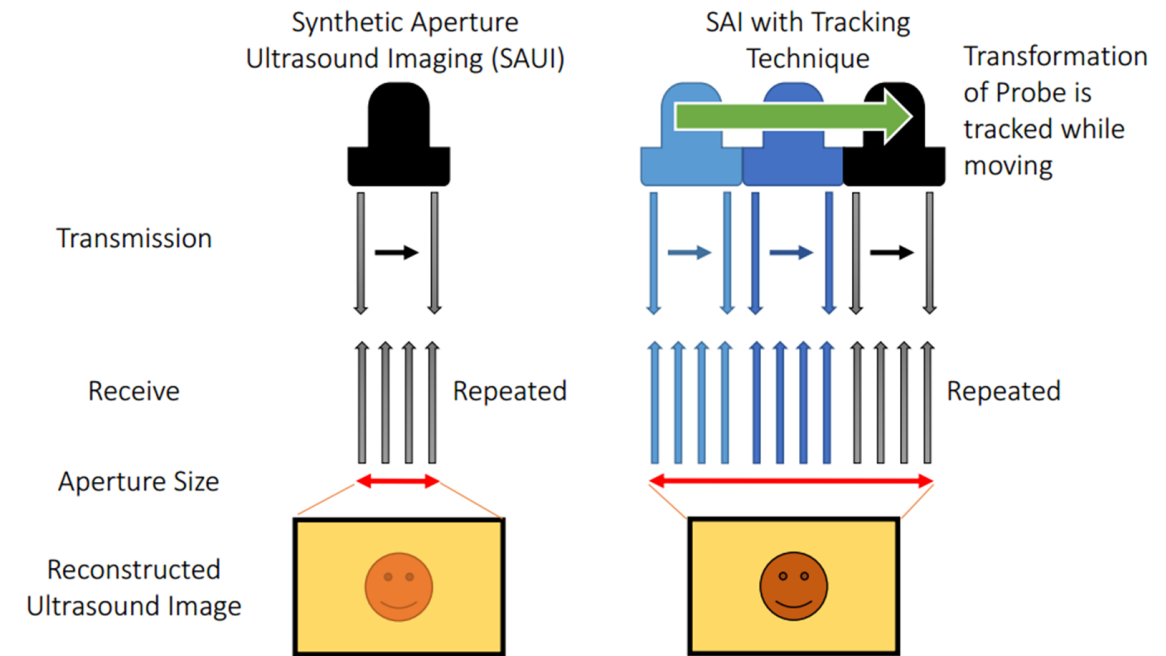 Synthetic Aperture
Ultrasound Imaging (SAUI)
SAI with Tracking
Technique
Transformation
of Probe is
tracked while
moving
Transmission
Receive
Repeated
Repeated
Aperture Size
Reconstructed
Ultrasound Image